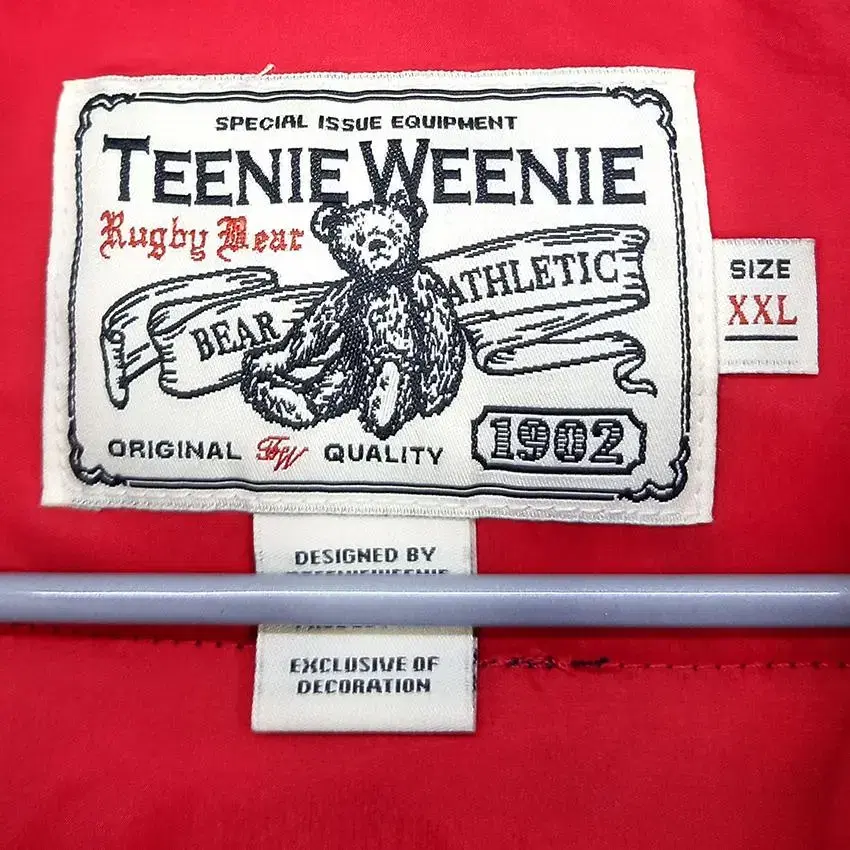 SPECIAL ISSUE EQUIPMENT
TEENIE WEENIE
Rugby Bear
BEAR ATHLETIC
ORIGINAL TW QUALITY 1902
SIZE
XXL
DESIGNED BY
EXCLUSIVE OF
DECORATION